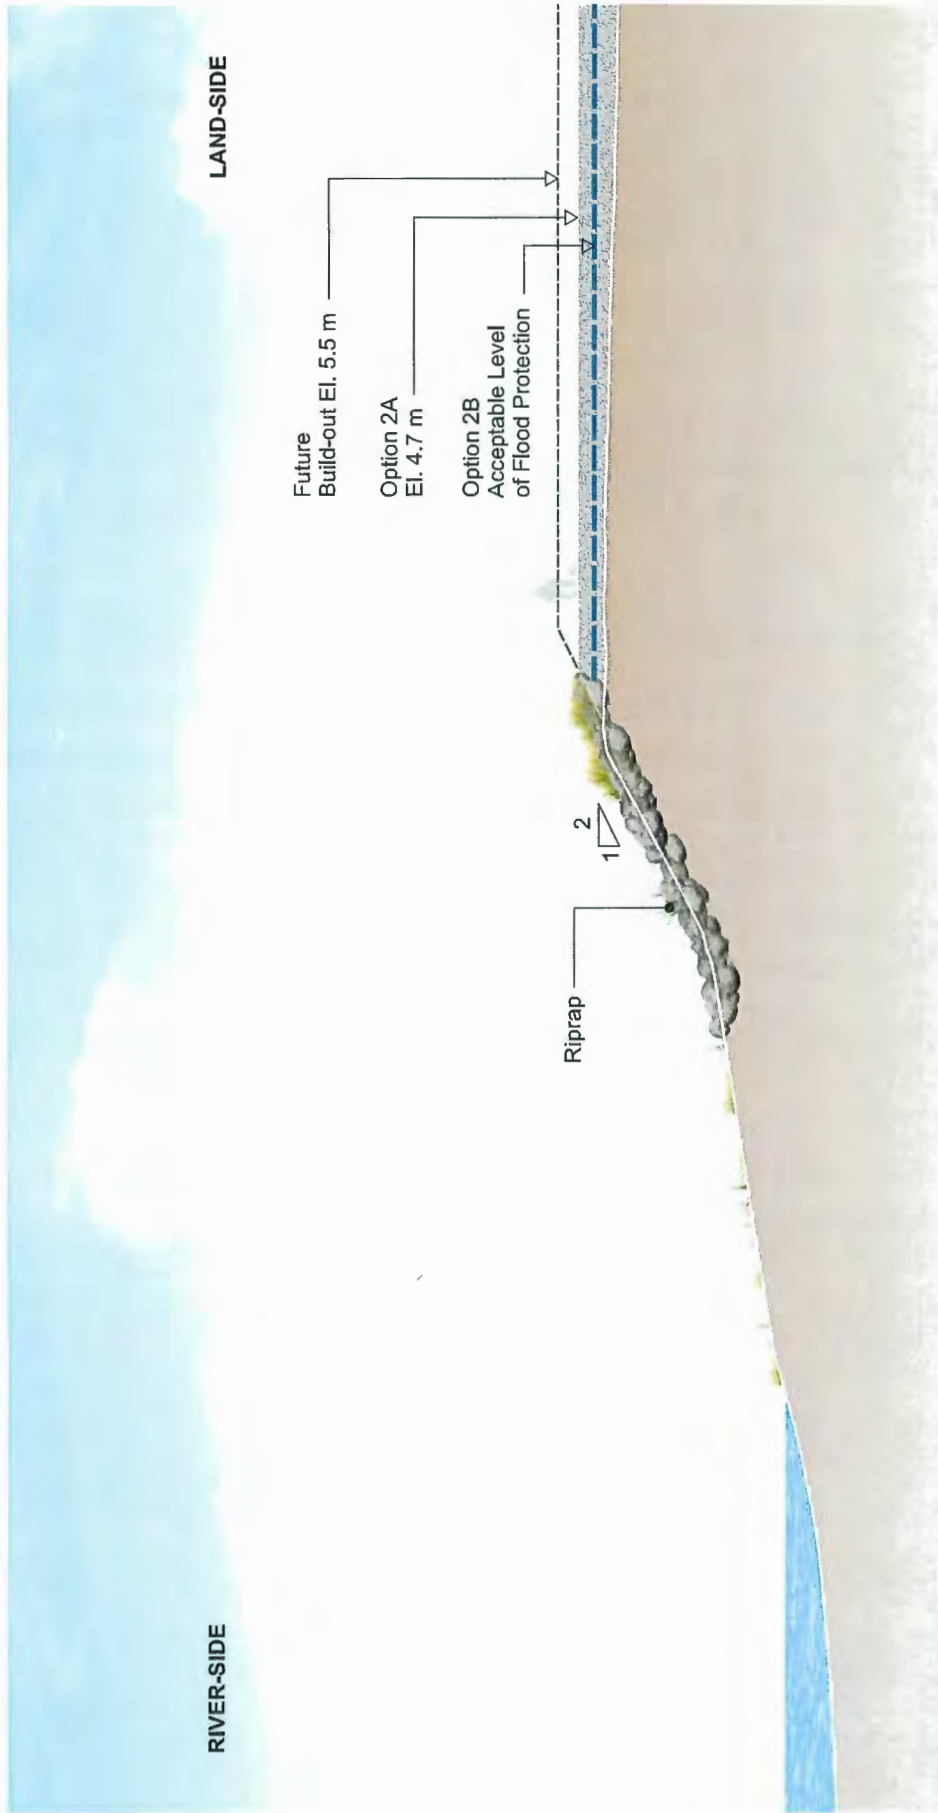 RIVER-SIDE
LAND-SIDE
Future
Build-out El. 5.5 m
Option 2A
El. 4.7 m
Option 2B
Acceptable Level
of Flood Protection
2
1
Riprap